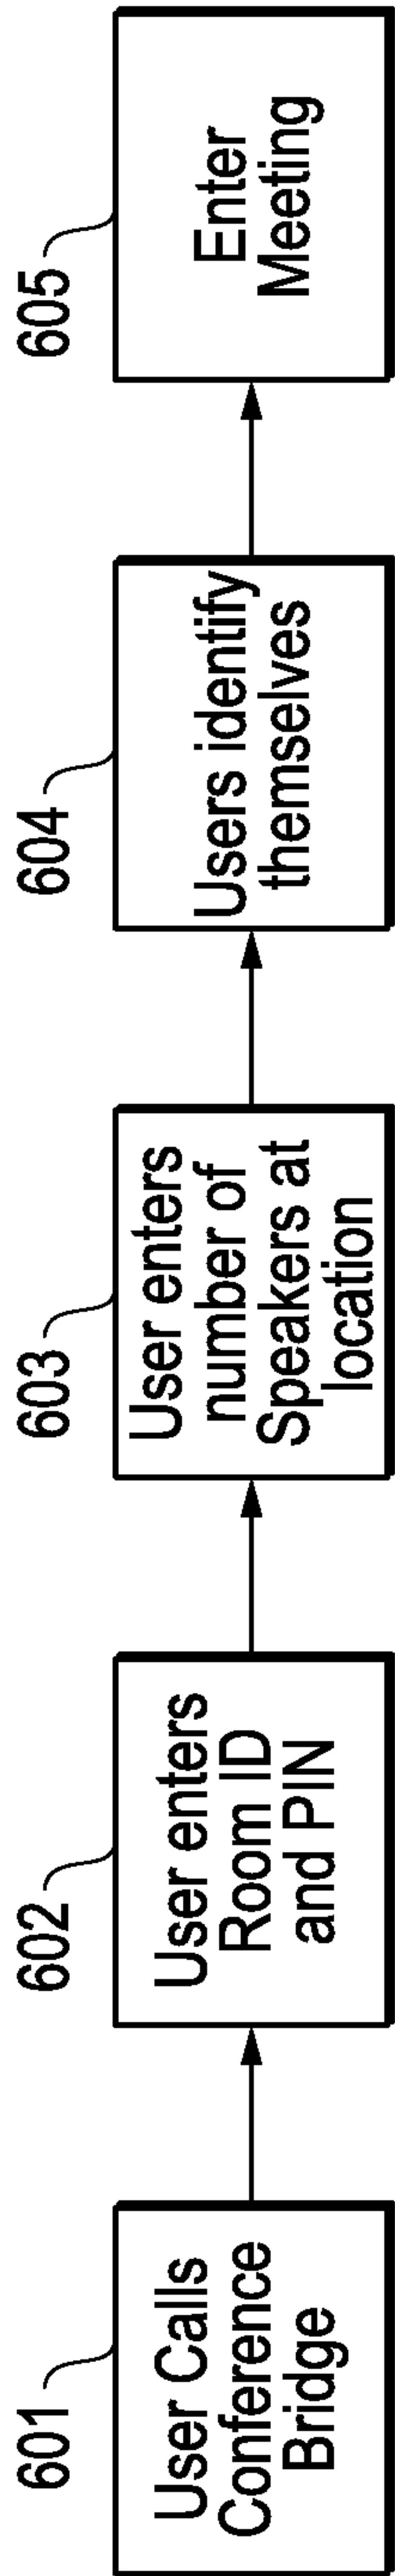 601
User Calls
Conference
Bridge
602
User enters
Room ID
and PIN
603
User enters
number of
Speakers at
location
604
Users identify
themselves
605
Enter
Meeting